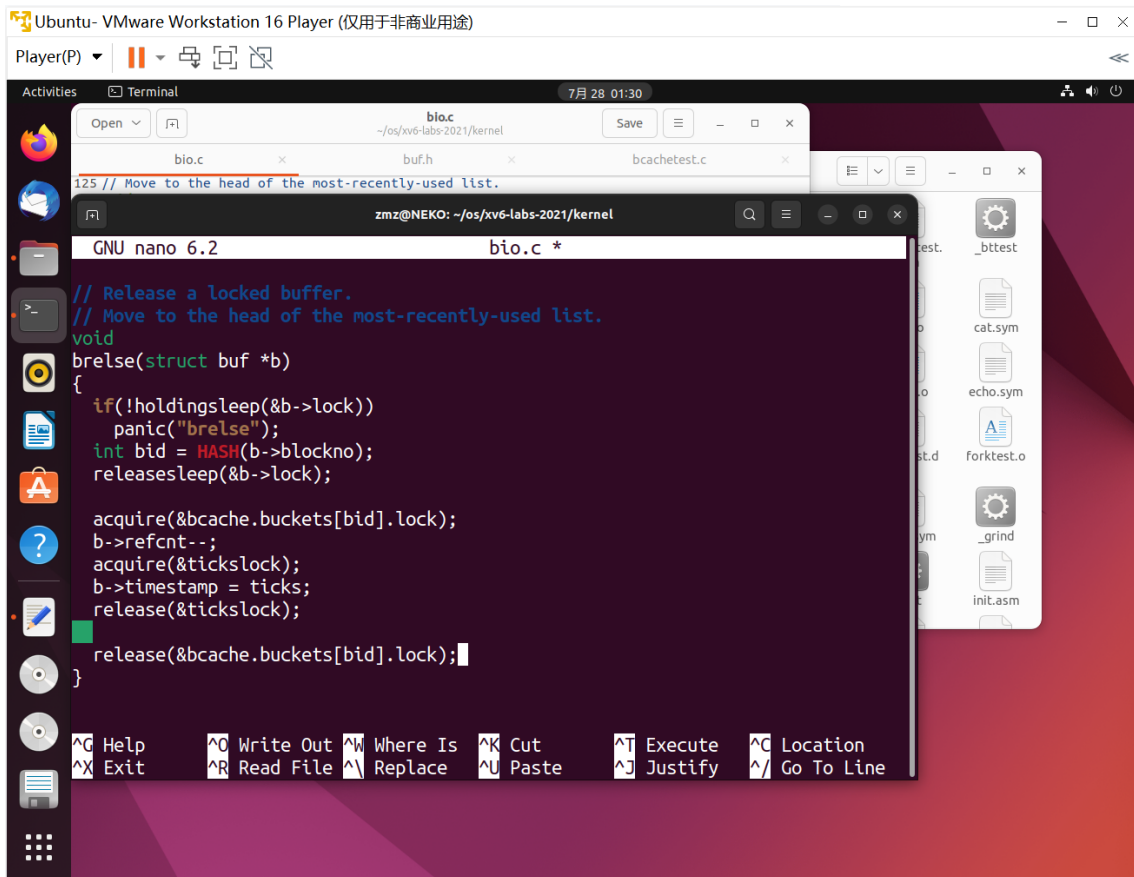 Ubuntu- VMware Workstation 16 Player (仅用于非商业用途)
Player(P)
Activities
Terminal
7月 28 01:30
Open
bio.c
~/os/xv6-labs-2021/kernel
Save
bio.c
buf.h
bcachetest.c
125 // Move to the head of the most-recently-used list.
zmz@NEKO: ~/os/xv6-labs-2021/kernel
GNU nano 6.2 bio.c *
// Release a locked buffer.
// Move to the head of the most-recently-used list.
void
brelse(struct buf *b)
{
if(!holdingsleep(&b->lock))
panic("brelse");
int bid = HASH(b->blockno);
releasesleep(&b->lock);
acquire(&bcache.buckets[bid].lock);
b->refcnt--;
acquire(&tickslock);
b->timestamp = ticks;
release(&tickslock);
release(&bcache.buckets[bid].lock);
}
^G Help ^O Write Out ^W Where Is ^K Cut ^T Execute ^C Location
^X Exit ^R Read File ^\ Replace ^U Paste ^J Justify ^/ Go To Line
_bttest
cat.sym
echo.sym
forktest.o
_grind
init.asm